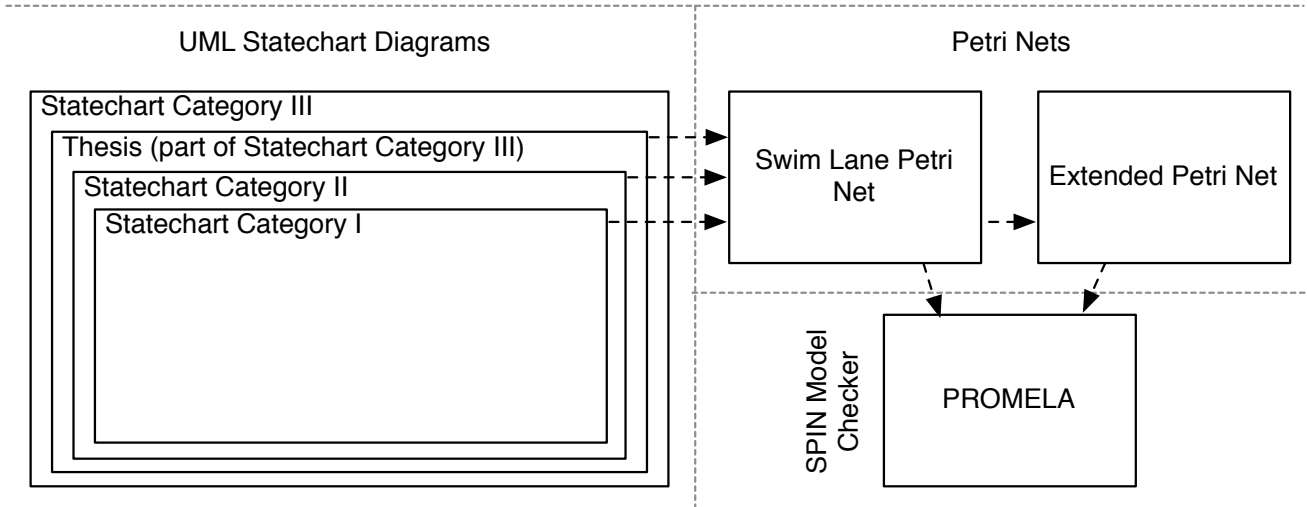 UML Statechart Diagrams
Petri Nets
Statechart Category III
Thesis (part of Statechart Category III)
Statechart Category II
Statechart Category I
Swim Lane Petri
Net
Extended Petri Net
SPIN Model
Checker
PROMELA